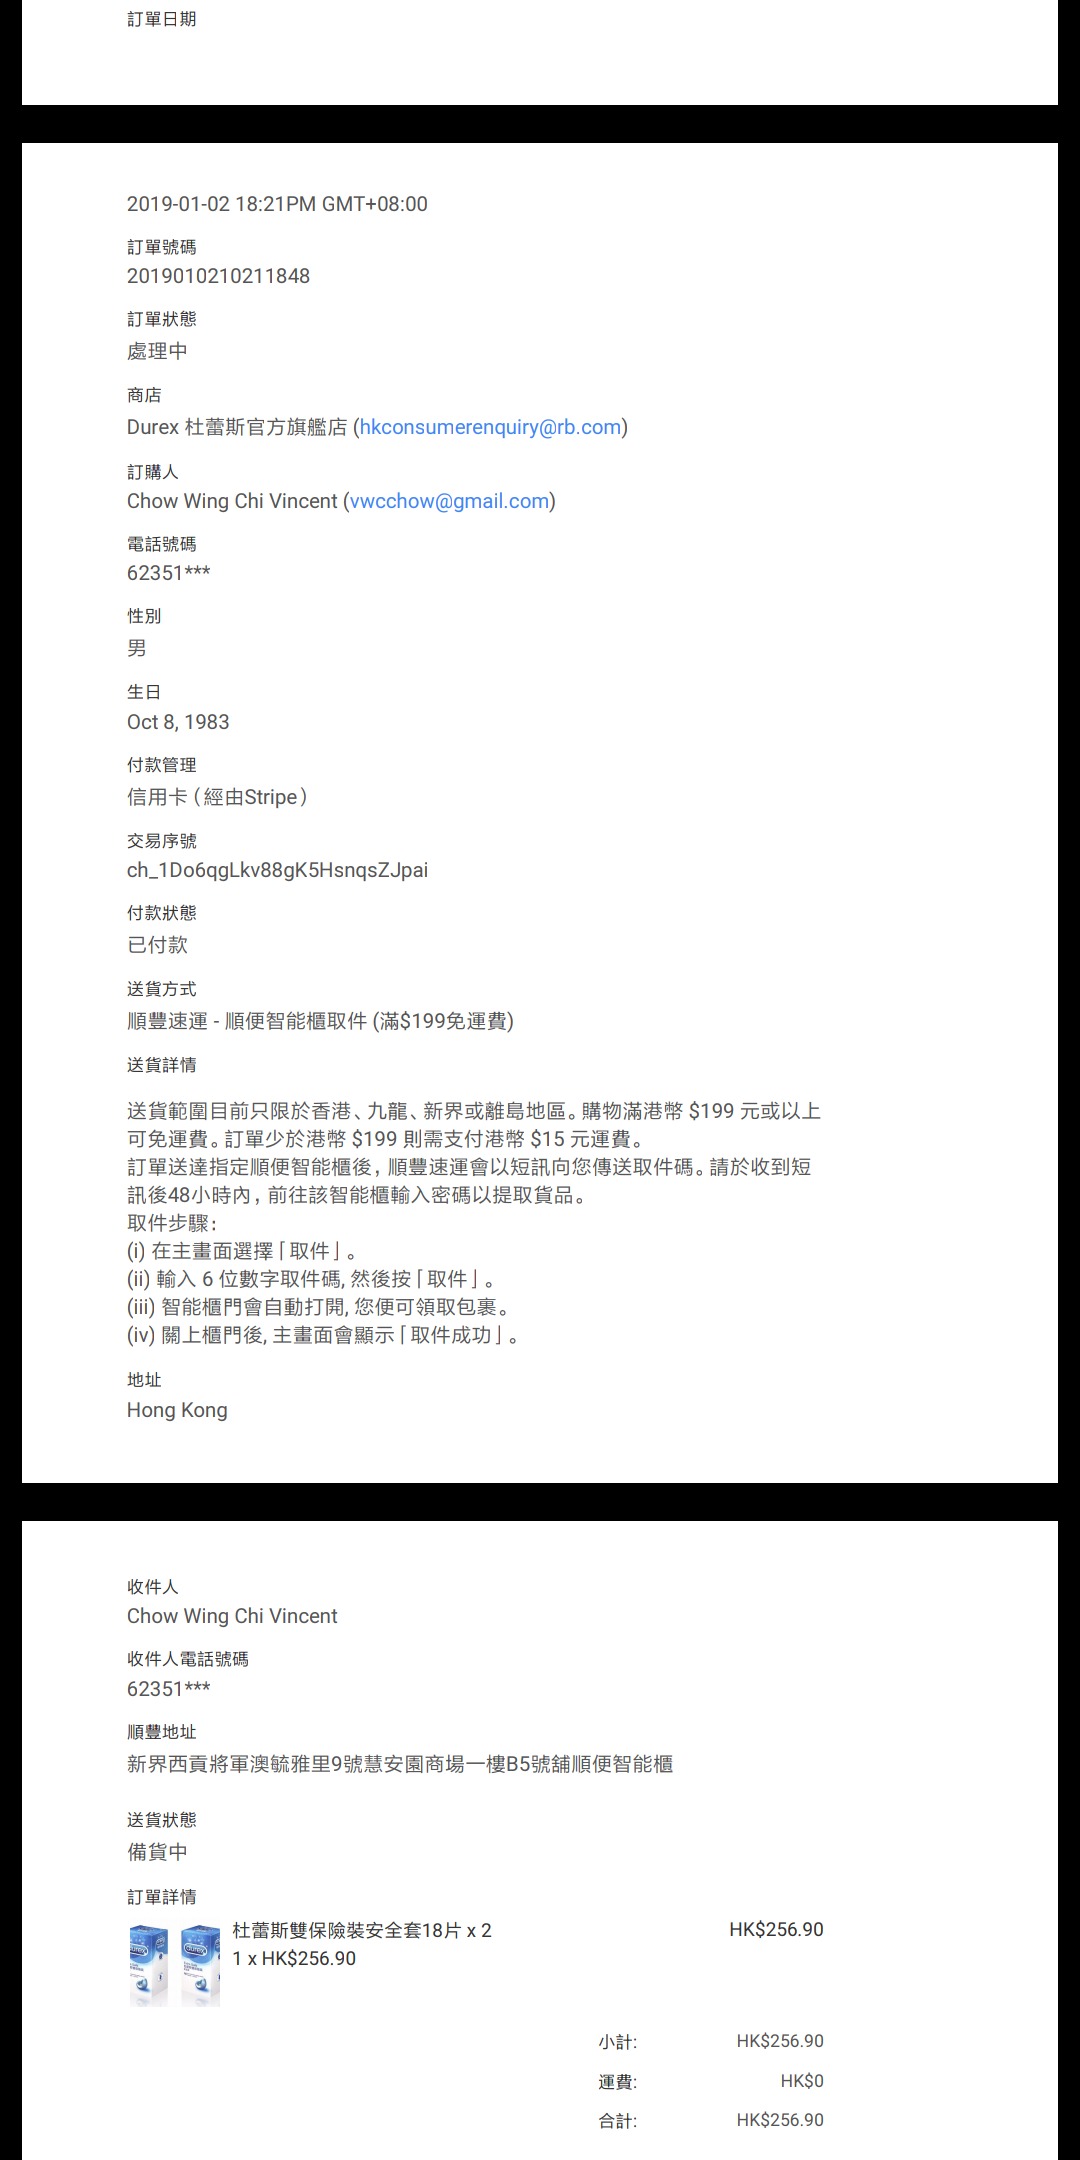 訂單日期
2019-01-02 18:21PM GMT+08:00
訂單號碼
2019010210211848
訂單狀態
處理中
商店
Durex 杜蕾斯官方旗艦店 (hkconsumerenquiry@rb.com)
訂購人
Chow Wing Chi Vincent (vwcchow@gmail.com)
電話號碼
62351***
性別
男
生日
Oct 8, 1983
付款管理
信用卡（經由Stripe）
交易序號
ch_1Do6qgLkv88gK5HsnqsZJpai
付款狀態
已付款
送貨方式
順豐速運 - 順便智能櫃取件 (滿$199免運費)
送貨詳情
送貨範圍目前只限於香港、九龍、新界或離島地區。購物滿港幣 $199 元或以上
可免運費。訂單少於港幣 $199 則需支付港幣 $15 元運費。
訂單送達指定順便智能櫃後，順豐速運會以短訊向您傳送取件碼。請於收到短
訊後48小時內，前往該智能櫃輸入密碼以提取貨品。
取件步驟：
(i) 在主畫面選擇「取件」。
(ii) 輸入 6 位數字取件碼, 然後按「取件」。
(iii) 智能櫃門會自動打開, 您便可領取包裹。
(iv) 關上櫃門後, 主畫面會顯示「取件成功」。
地址
Hong Kong
收件人
Chow Wing Chi Vincent
收件人電話號碼
62351***
順豐地址
新界西貢將軍澳毓雅里9號慧安園商場一樓B5號舖順便智能櫃
送貨狀態
備貨中
訂單詳情
durex durex
杜蕾斯雙保險裝安全套18片 x 2 HK$256.90
1 x HK$256.90
小計: HK$256.90
運費: HK$0
合計: HK$256.90